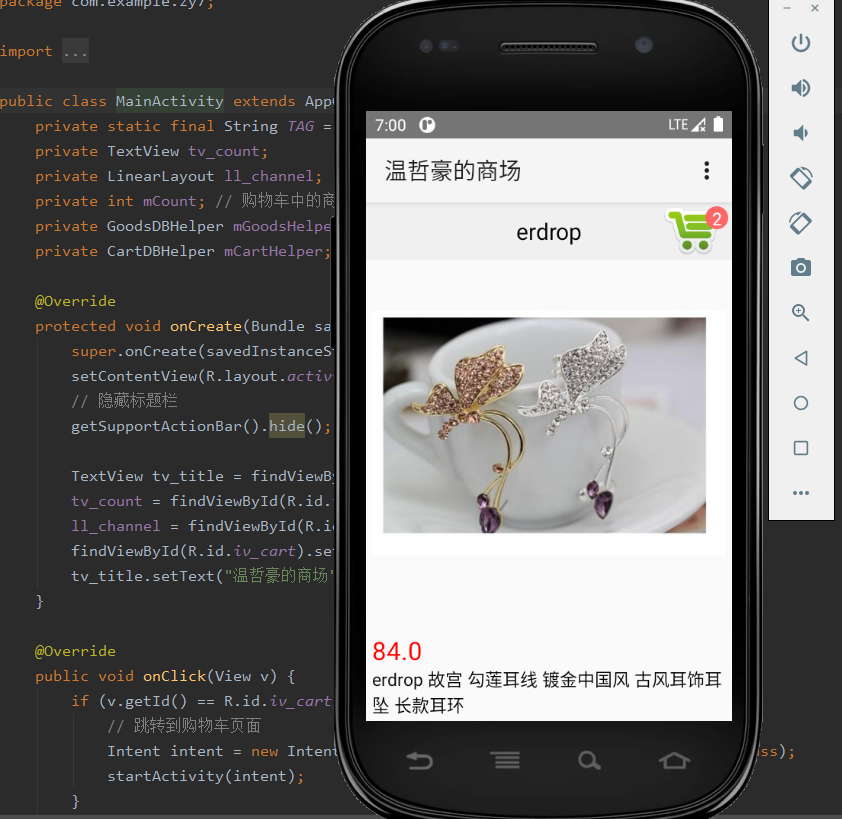 package com.example.zy7;
import ...
public class MainActivity extends App
private static final String TAG =
private TextView tv_count;
private LinearLayout ll_channel;
private int mCount; // 购物车中的商
private GoodsDBHelper mGoodsHelpe
private CartDBHelper mCartHelper;
@Override
protected void onCreate(Bundle sa
super.onCreate(savedInstanceS
setContentView(R.layout.activ
// 隐藏标题栏
getSupportActionBar().hide();
TextView tv_title = findViewBy
tv_count = findViewById(R.id.
ll_channel = findViewById(R.i
findViewById(R.id.iv_cart).se
tv_title.setText("温哲豪的商场"
}
@Override
public void onClick(View v) {
if (v.getId() == R.id.iv_cart
// 跳转到购物车页面
Intent intent = new Intent
ss);
startActivity(intent);
}
7:00 LTE
温哲豪的商场
erdrop 2
84.0
erdrop 故宫 勾莲耳线 镀金中国风 古风耳饰耳
坠 长款耳环